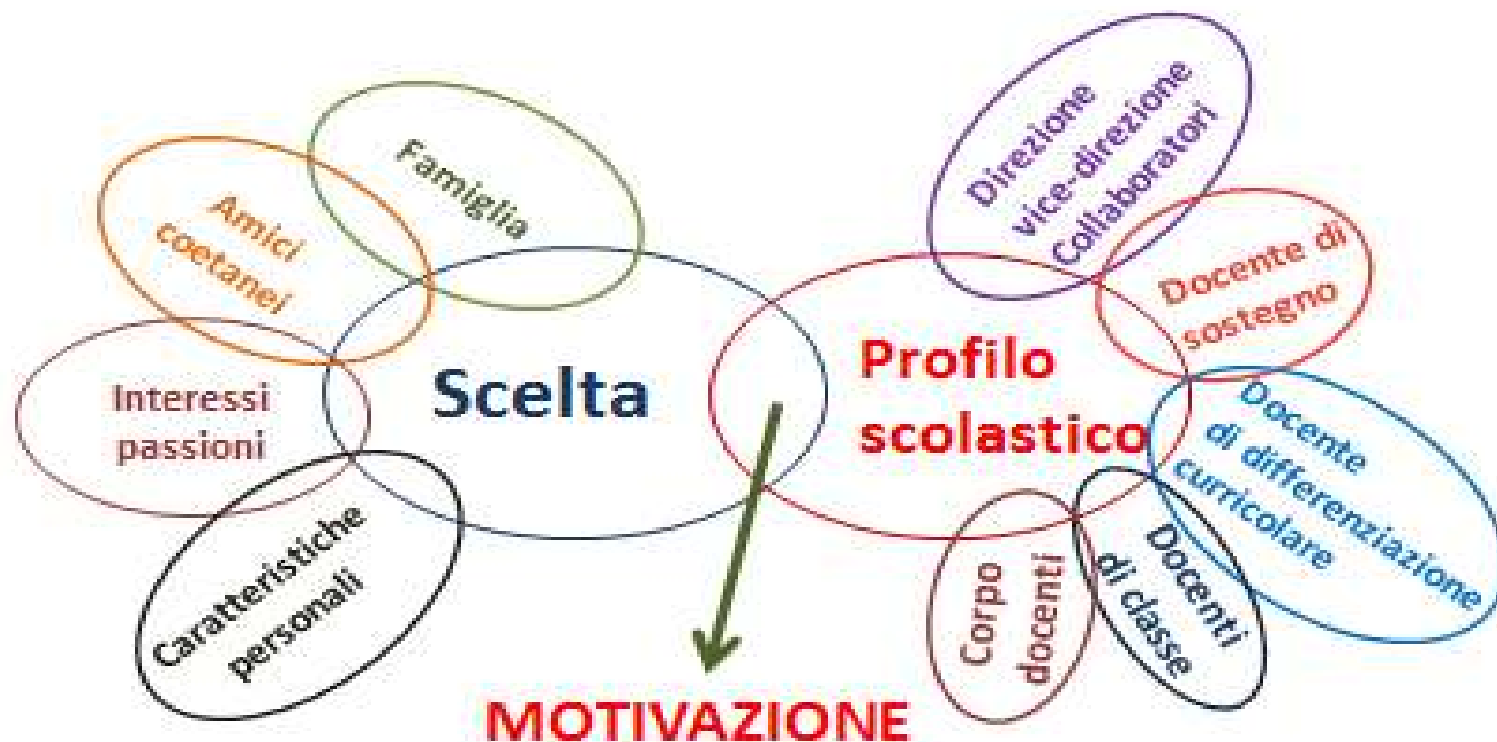 Famiglia
Amici
coetanei
Interessi
passioni
Caratteristiche
personali
Scelta
Profilo
scolastico
Direzione
vice-direzione
Collaboratori
Docente di
sostegno
Docente
di differenziazione
curricolare
Docenti
di classe
Corpo
docenti
MOTIVAZIONE